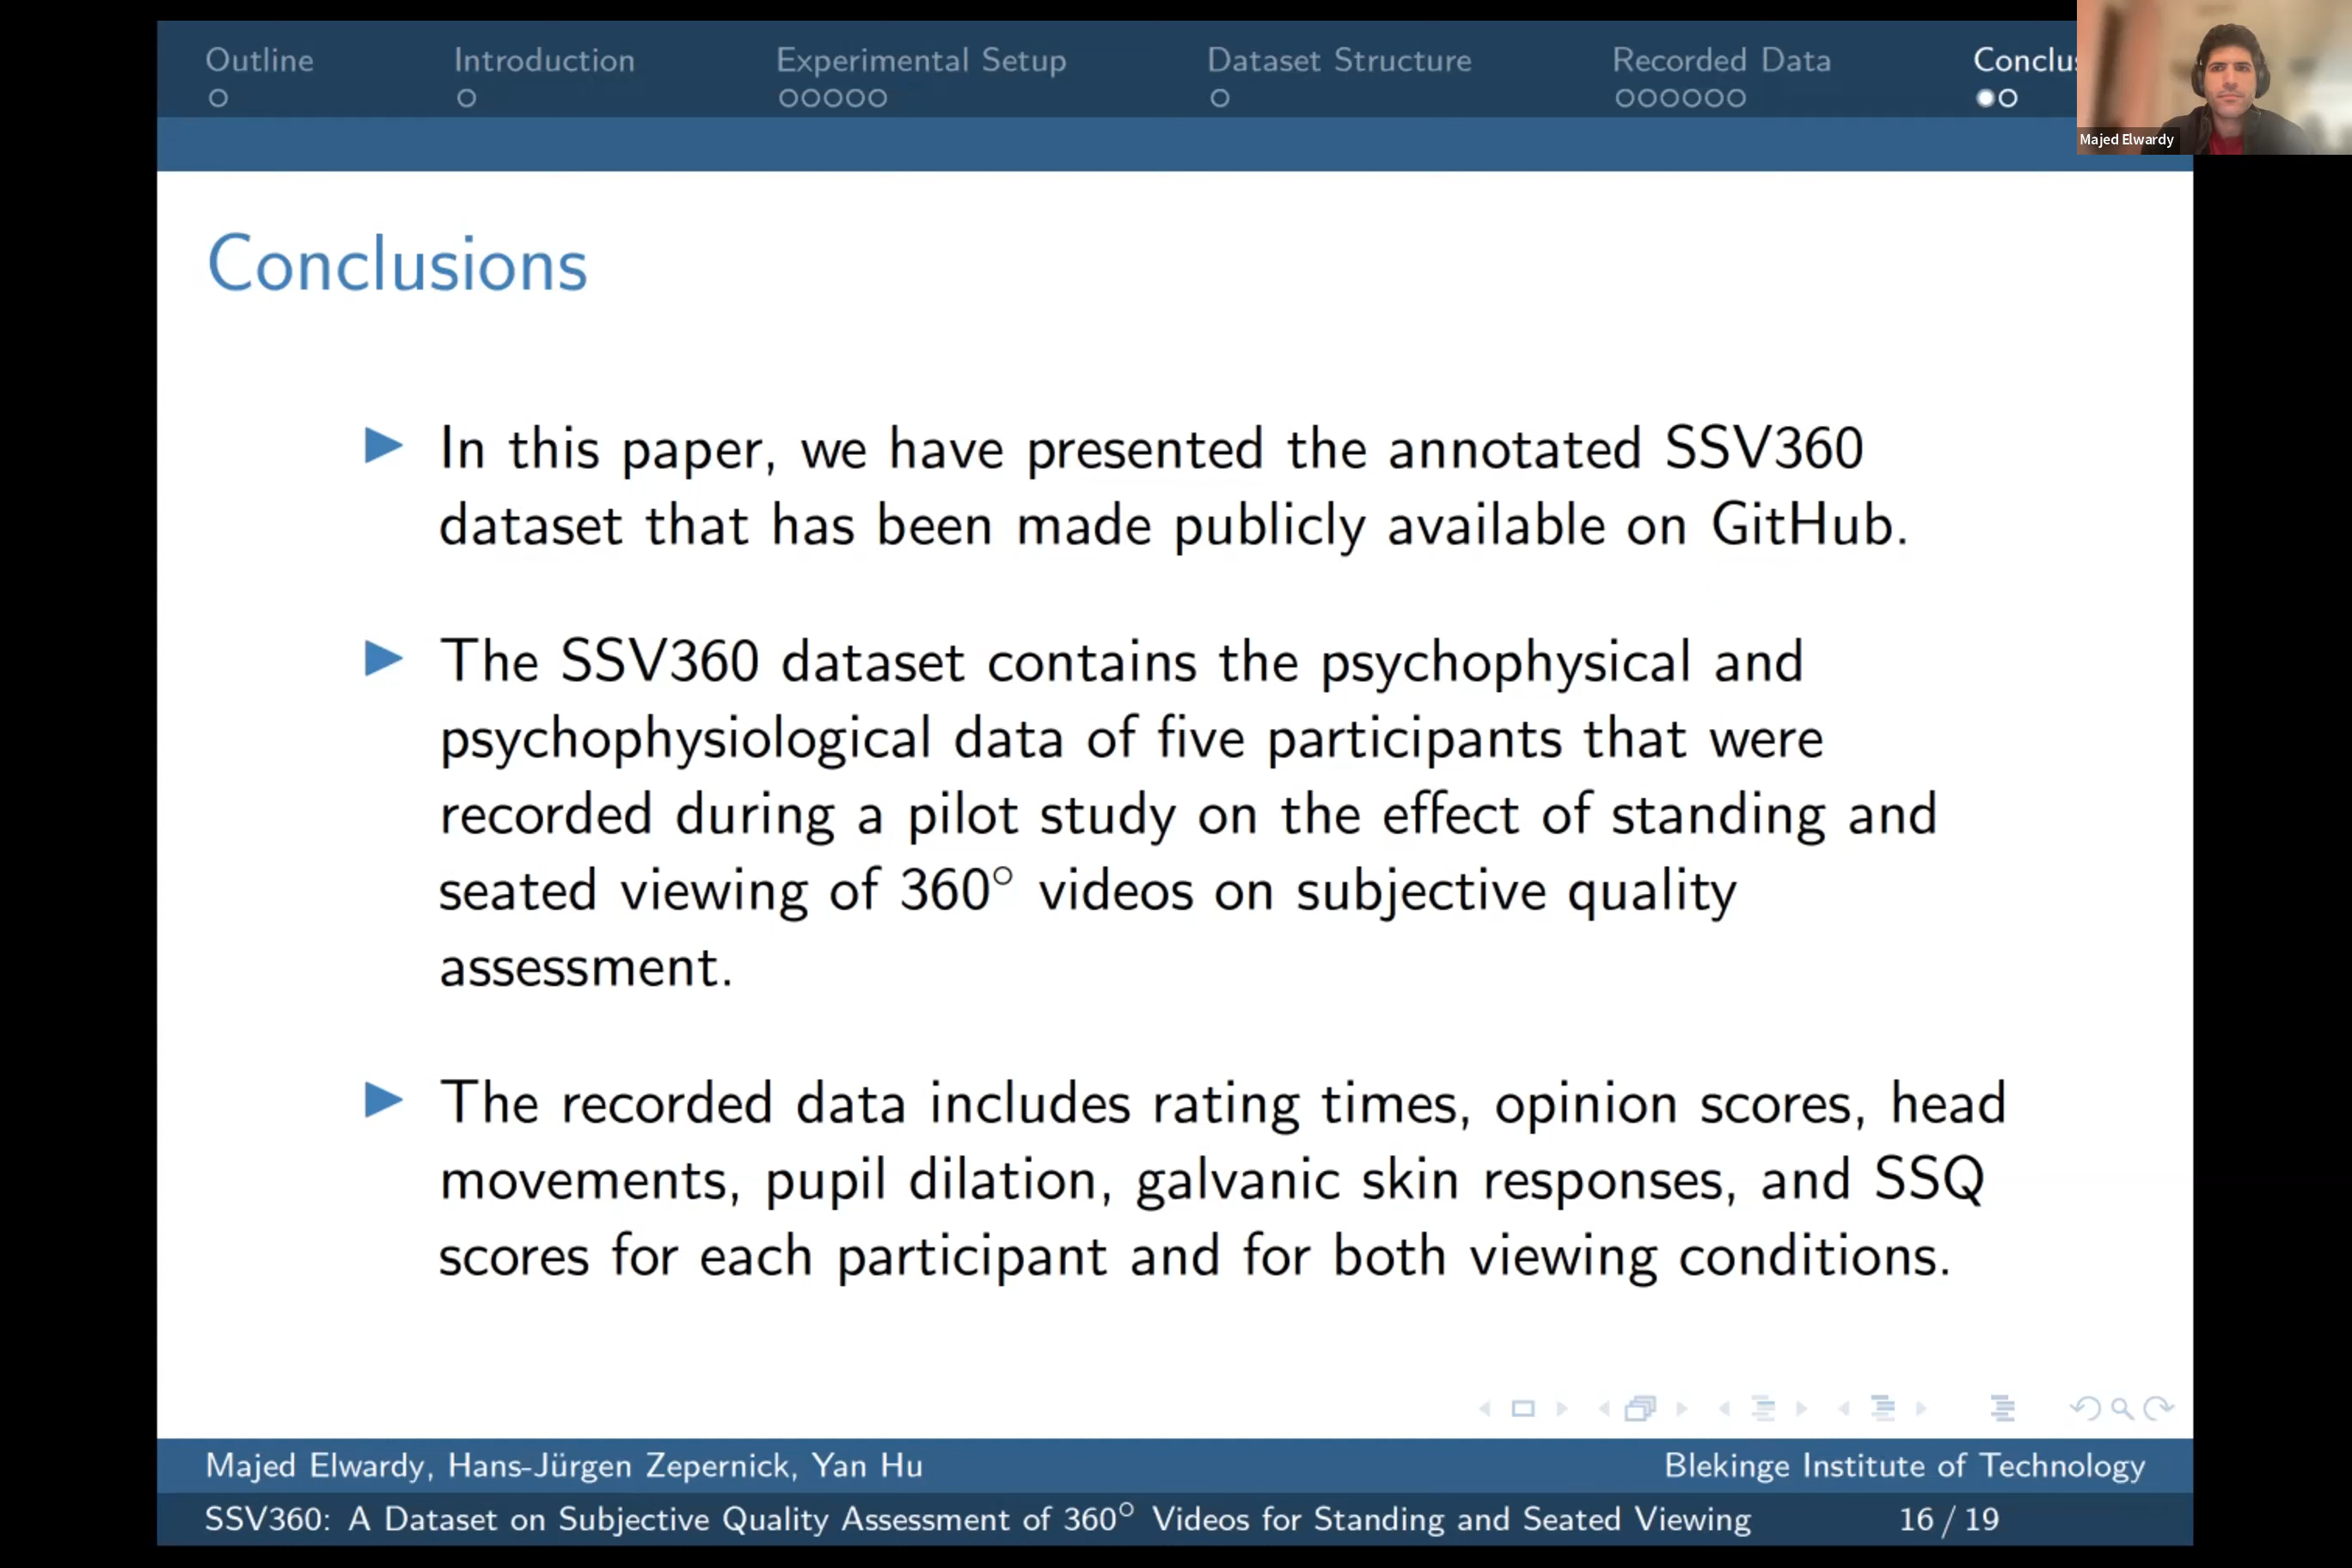 Outline Introduction Experimental Setup Dataset Structure Recorded Data Conclus
Majed Elwardy
Conclusions
In this paper, we have presented the annotated SSV360
dataset that has been made publicly available on GitHub.
The SSV360 dataset contains the psychophysical and
psychophysiological data of five participants that were
recorded during a pilot study on the effect of standing and
seated viewing of 360° videos on subjective quality
assessment.
The recorded data includes rating times, opinion scores, head
movements, pupil dilation, galvanic skin responses, and SSQ
scores for each participant and for both viewing conditions.
Majed Elwardy, Hans-Jürgen Zepernick, Yan Hu Blekinge Institute of Technology
SSV360: A Dataset on Subjective Quality Assessment of 360° Videos for Standing and Seated Viewing 16 / 19